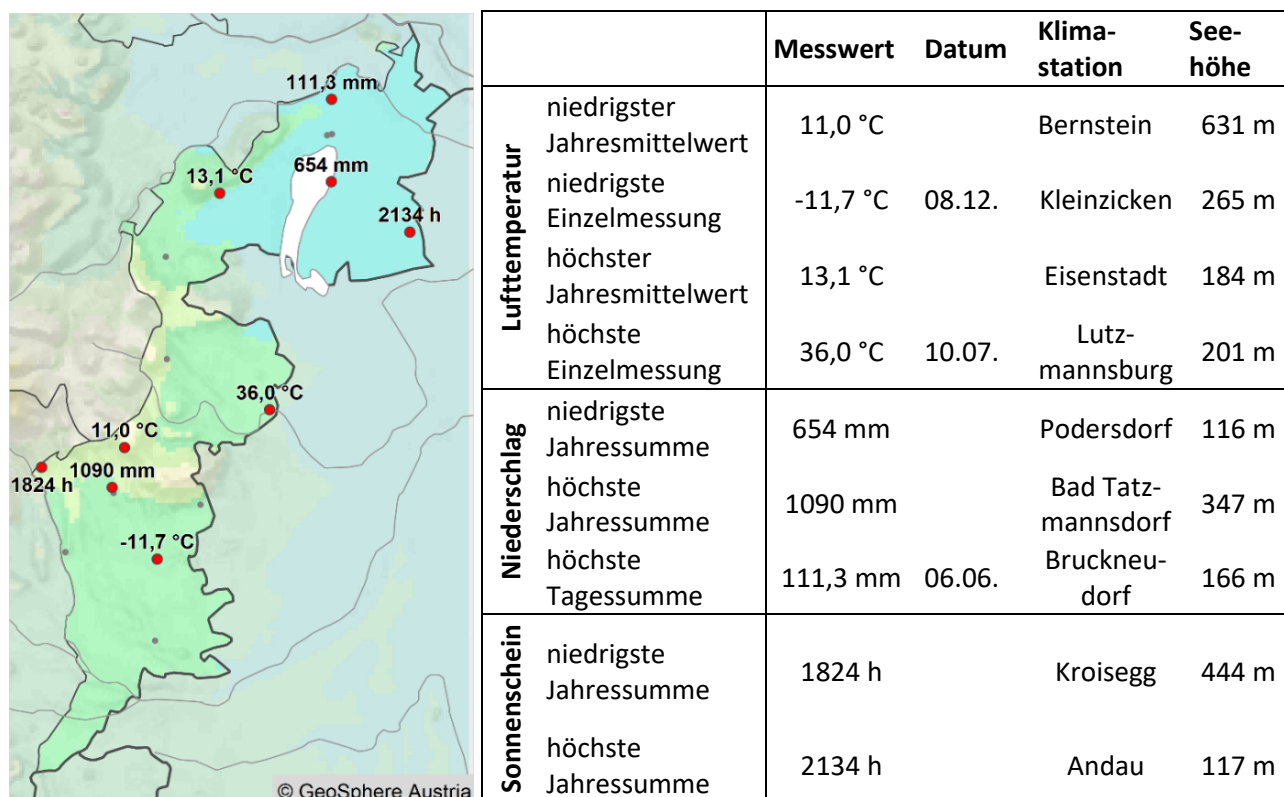 111,3 mm
13,1 °C
654 mm
2134 h
36,0 °C
11,0 °C
1824 h
1090 mm
-11,7 °C
© GeoSphere Austria
Messwert Datum Klima-
station See-
höhe
Lufttemperatur
niedrigster
Jahresmittelwert 11,0 °C Bernstein 631 m
niedrigste
Einzelmessung -11,7 °C 08.12. Kleinzicken 265 m
höchster
Jahresmittelwert 13,1 °C Eisenstadt 184 m
höchste
Einzelmessung 36,0 °C 10.07. Lutz-
mannsburg 201 m
Niederschlag
niedrigste
Jahressumme 654 mm Podersdorf 116 m
höchste
Jahressumme 1090 mm Bad Tatz-
mannsdorf 347 m
höchste
Tagessumme 111,3 mm 06.06. Bruckneu-
dorf 166 m
Sonnenschein
niedrigste
Jahressumme 1824 h Kroisegg 444 m
höchste
Jahressumme 2134 h Andau 117 m